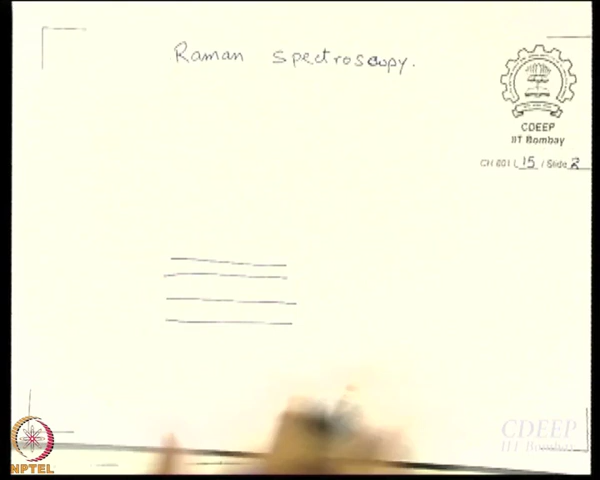 Raman spectroscopy.
CDEEP
IIT Bombay
CH 601 L 15 / Slide 2
CDEEP
IIT Bombay
NPTEL